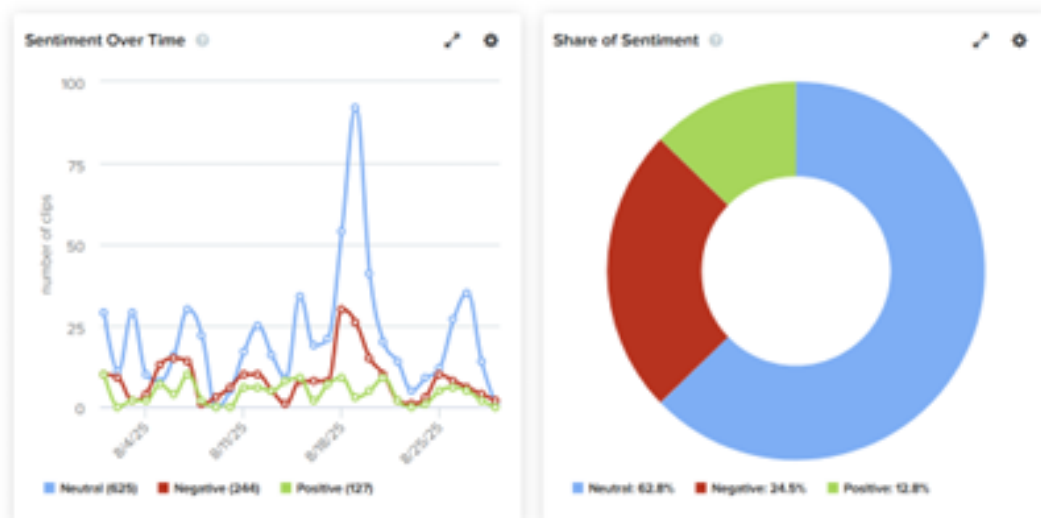 Sentiment Over Time
Share of Sentiment
100
75
50
25
0
number of clips
8/4/25
8/11/25
8/18/25
8/25/25
Neutral (625) Negative (244) Positive (127)
Neutral: 62.8% Negative: 24.5% Positive: 12.8%